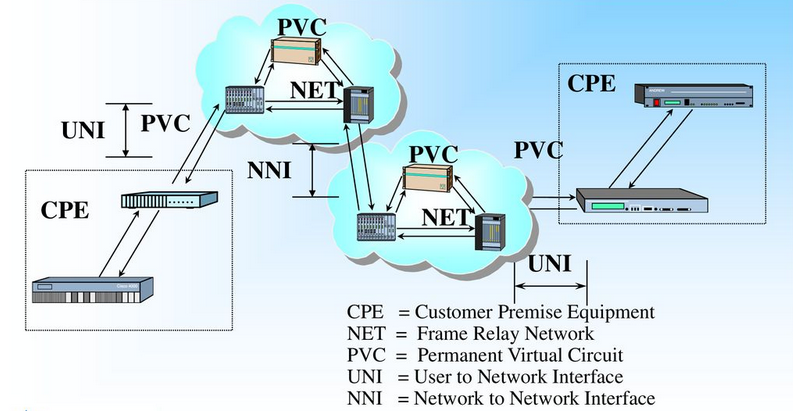 PVC
NET
UNI
PVC
NNI
PVC
NET
PVC
CPE
CPE
UNI
CPE = Customer Premise Equipment
NET = Frame Relay Network
PVC = Permanent Virtual Circuit
UNI = User to Network Interface
NNI = Network to Network Interface